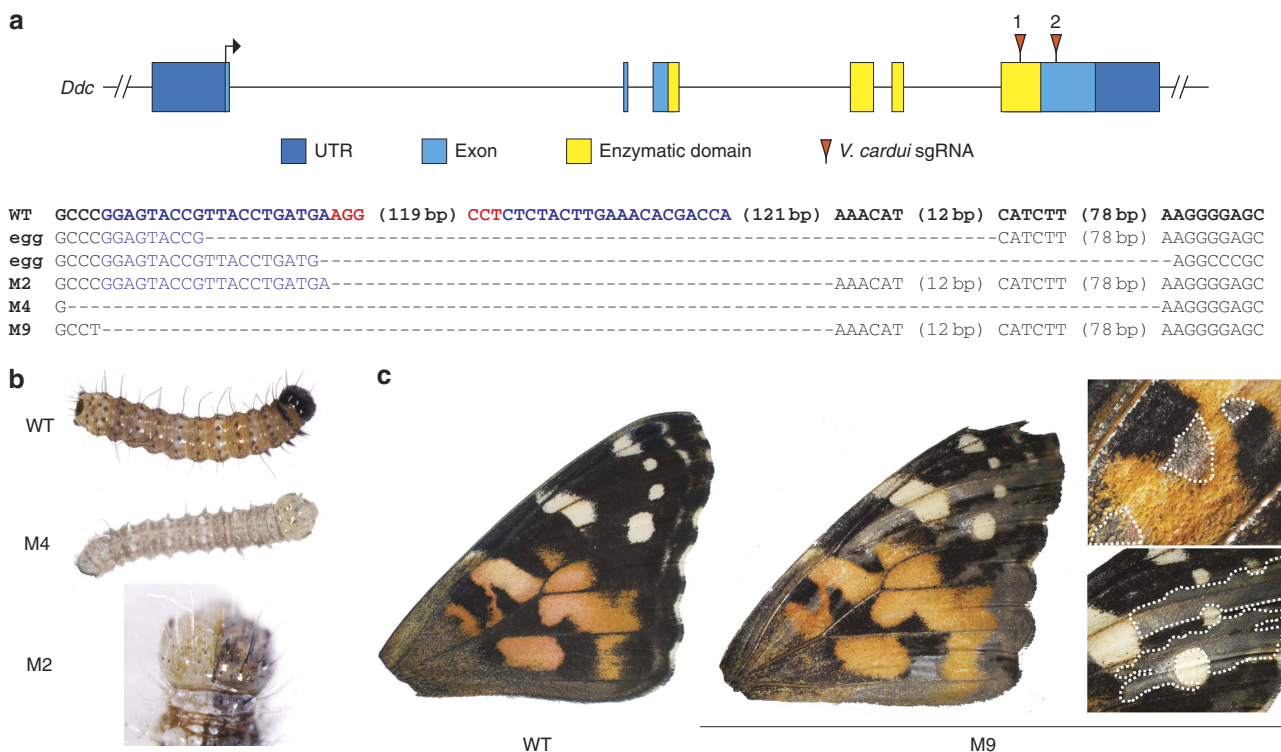 a
1 2
Ddc
UTR Exon Enzymatic domain V. cardui sgRNA
WT GCCCGGAGTACCGTTACCTGATGAAGG (119 bp) CCTCTCTACTTGAAACACGACCA (121 bp) AAACAT (12 bp) CATCTT (78 bp) AAGGGGAGC
egg GCCCGGAGTACCG------------------------------------------------------------------------CATCTT (78 bp) AAGGGGAGC
egg GCCCGGAGTACCGTTACCTGATG------------------------------------------------------------------------------AGGCCCGC
M2 GCCCGGAGTACCGTTACCTGATGA----------------------------------------------AAACAT (12 bp) CATCTT (78 bp) AAGGGGAGC
M4 G----------------------------------------------------------------------------------------------------AAGGGGAGC
M9 GCCT------------------------------------------------------------------AAACAT (12 bp) CATCTT (78 bp) AAGGGGAGC
b
c
WT
M4
M2
WT
M9